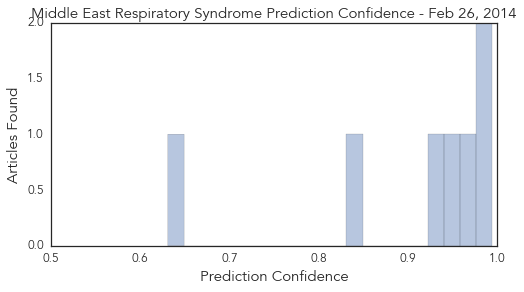 Middle East Respiratory Syndrome Prediction Confidence - Feb 26, 2014
2.0
1.5
1.0
0.5
0.0
Articles Found
0.5 0.6 0.7 0.8 0.9 1.0
Prediction Confidence